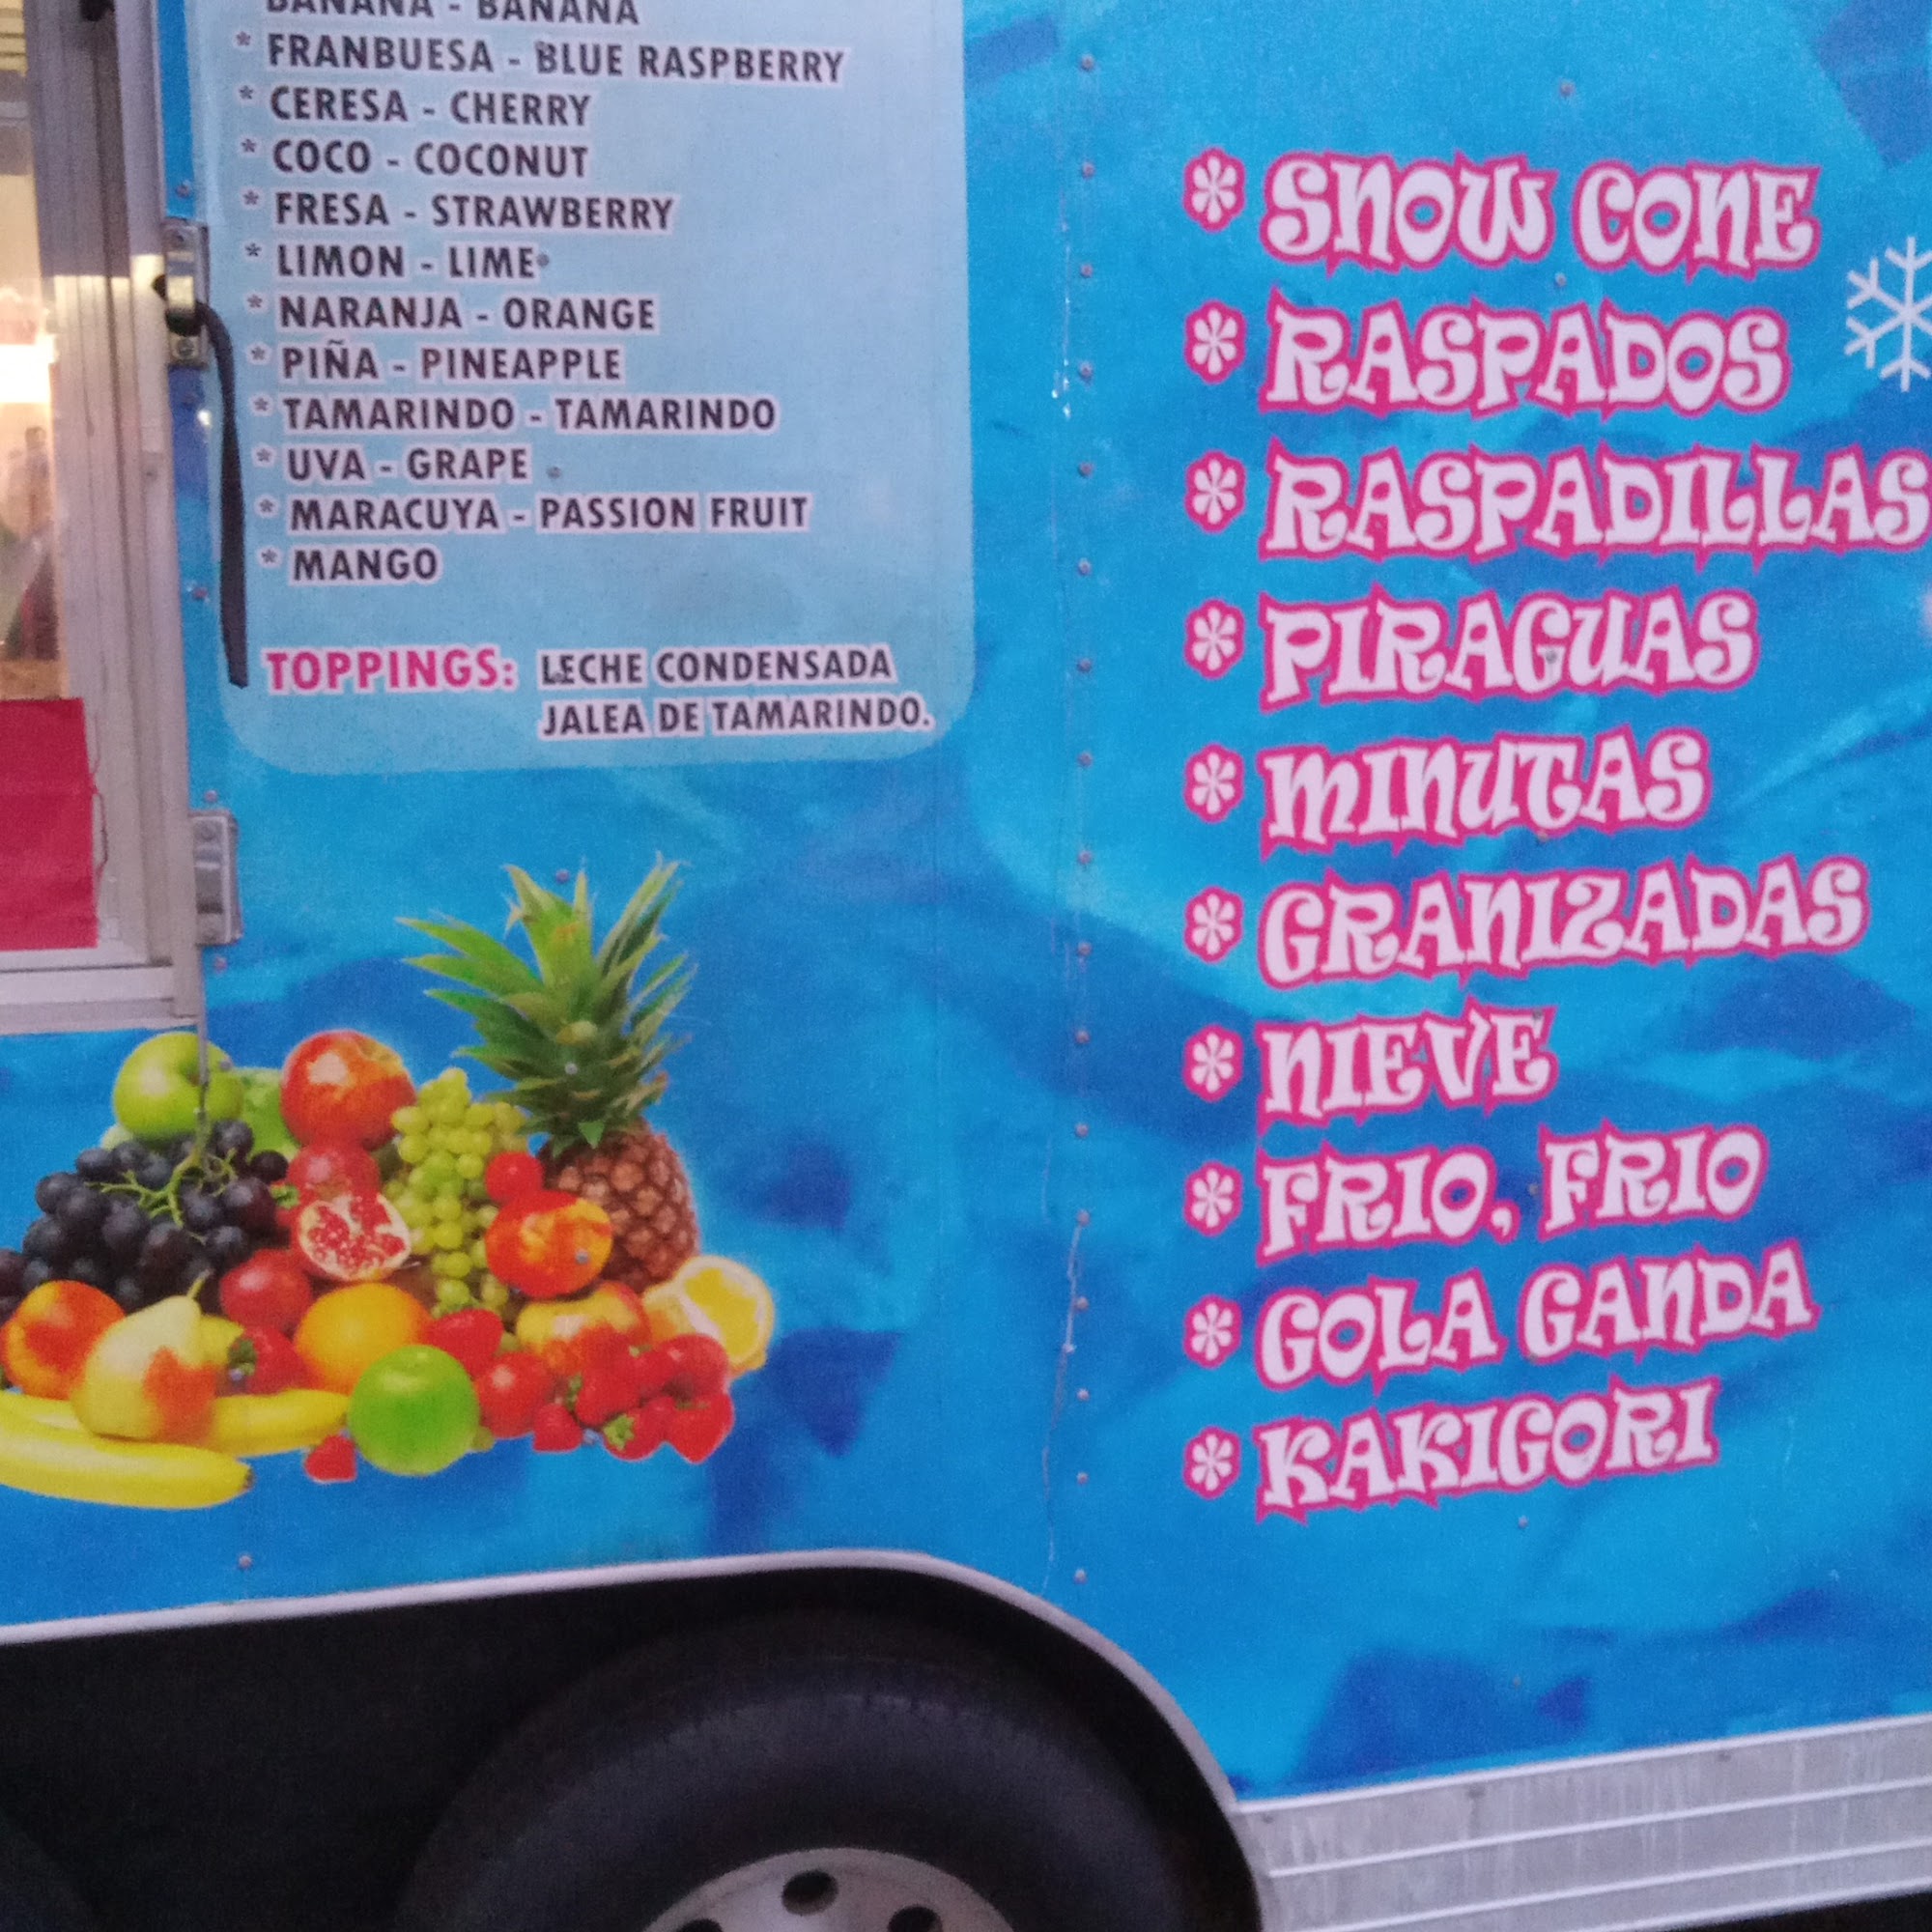 BANANA - BANANA
* FRANBUESA - BLUE RASPBERRY
* CERESA - CHERRY
* COCO - COCONUT
* FRESA - STRAWBERRY
* LIMON - LIME
* NARANJA - ORANGE
* PIÑA - PINEAPPLE
* TAMARINDO - TAMARINDO
* UVA - GRAPE
* MARACUYA - PASSION FRUIT
* MANGO
TOPPINGS: LECHE CONDENSADA
JALEA DE TAMARINDO.
* SNOW CONE
* RASPADOS
* RASPADILLAS
* PIRAGUAS
* MINUTAS
* GRANIZADAS
* NIEVE
* FRIO, FRIO
* GOLA GANDA
* KAKIGORI